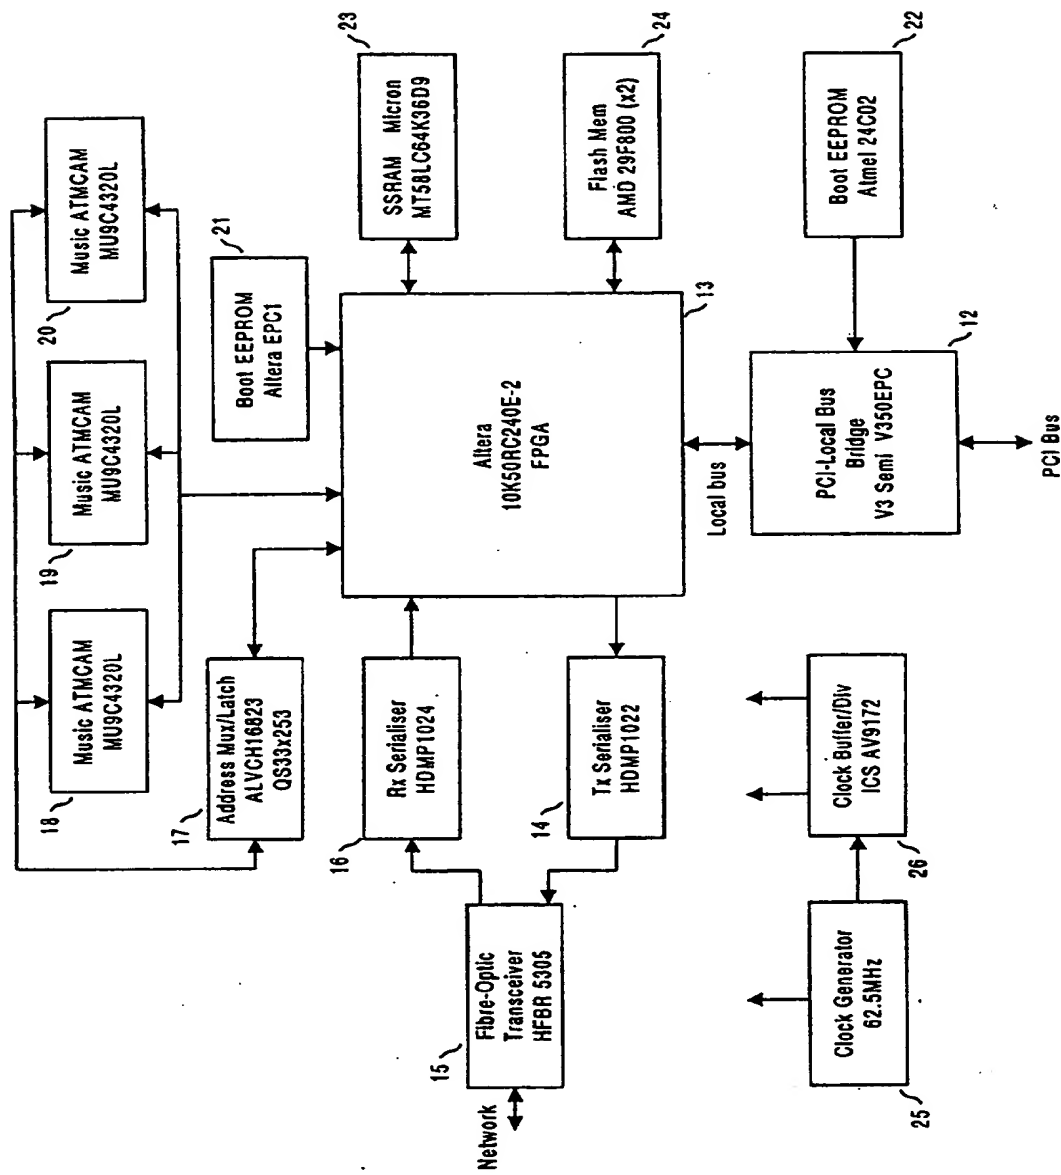 Music ATMCAM
MU9C4320L
18
Music ATMCAM
MU9C4320L
19
Music ATMCAM
MU9C4320L
20
Address Mux/Latch
ALVCH16823
QS33x253
17
Boot EEPROM
Altera EPC1
21
SSRAM Micron
MT58LC64K36D9
23
Rx Serialiser
HDMP1024
16
Altera
10K50RC240E-2
FPGA
13
Network
Fibre-Optic
Transceiver
HFBR 5305
15
Tx Serialiser
HDMP1022
14
Flash Mem
AMD 29F800 (x2)
24
Local bus
Clock Generator
62.5MHz
25
Clock Buffer/Div
ICS AV9172
26
PCI-Local Bus
Bridge
V3 Semi V350EPC
12
Boot EEPROM
Atmel 24C02
22
PCI Bus